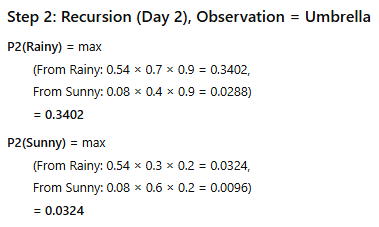 Step 2: Recursion (Day 2), Observation = Umbrella
P2(Rainy) = max
(From Rainy: 0.54 × 0.7 × 0.9 = 0.3402,
From Sunny: 0.08 × 0.4 × 0.9 = 0.0288)
= 0.3402
P2(Sunny) = max
(From Rainy: 0.54 × 0.3 × 0.2 = 0.0324,
From Sunny: 0.08 × 0.6 × 0.2 = 0.0096)
= 0.0324